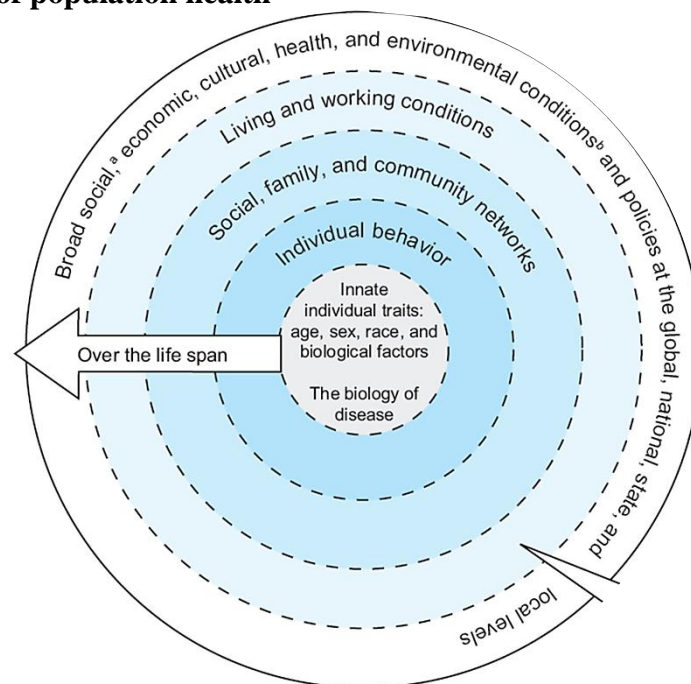 of population health
Broad social,ᵃ economic, cultural, health, and environmental conditionsᵇ and policies at the global, national, state, and
local levels
Living and working conditions
Social, family, and community networks
Individual behavior
Innate
individual traits:
age, sex, race, and
biological factors
The biology of
disease
Over the life span